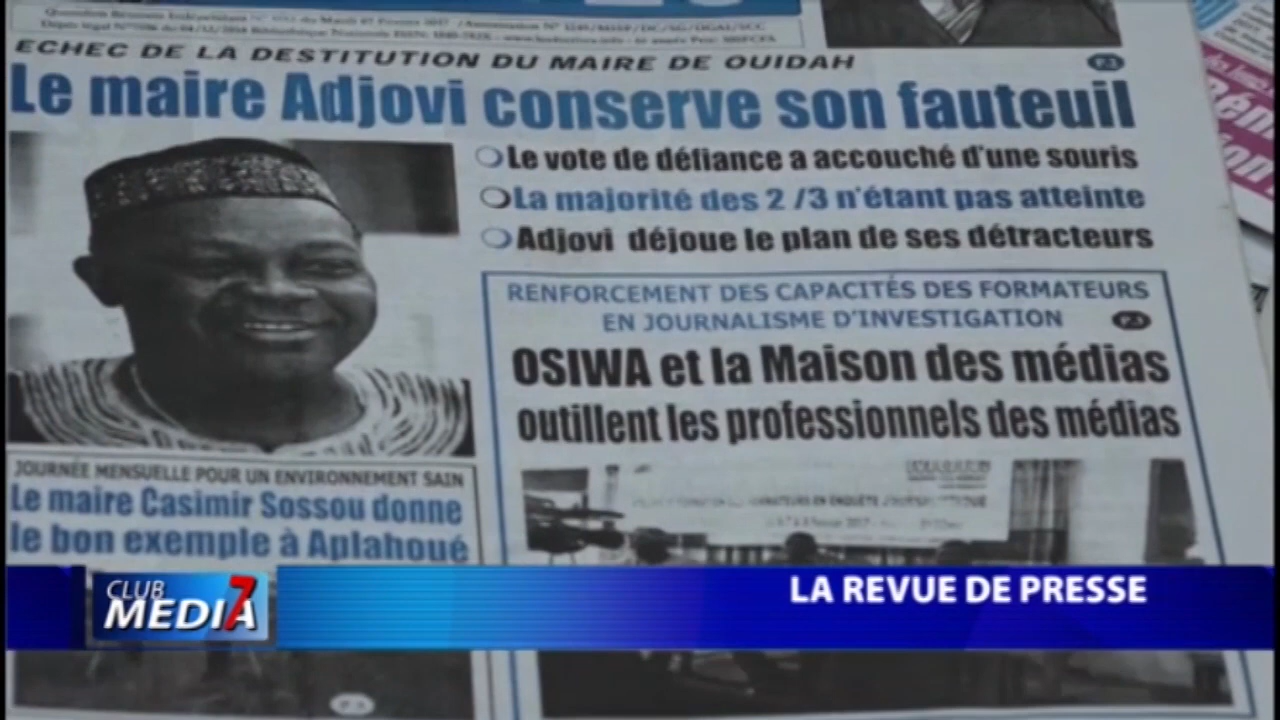 ECHEC DE LA DESTITUTION DU MAIRE DE OUIDAH
Le maire Adjovi conserve son fauteuil
Le vote de défiance a accouché d'une souris
La majorité des 2 /3 n'étant pas atteinte
Adjovi déjoue le plan de ses détracteurs
RENFORCEMENT DES CAPACITÉS DES FORMATEURS
EN JOURNALISME D'INVESTIGATION
OSIWA et la Maison des médias
outillent les professionnels des médias
JOURNÉE MENSUELLE POUR UN ENVIRONNEMENT SAIN
Le maire Casimir Sossou donne
le bon exemple à Aplahoué
CLUB
MEDIA 7
LA REVUE DE PRESSE